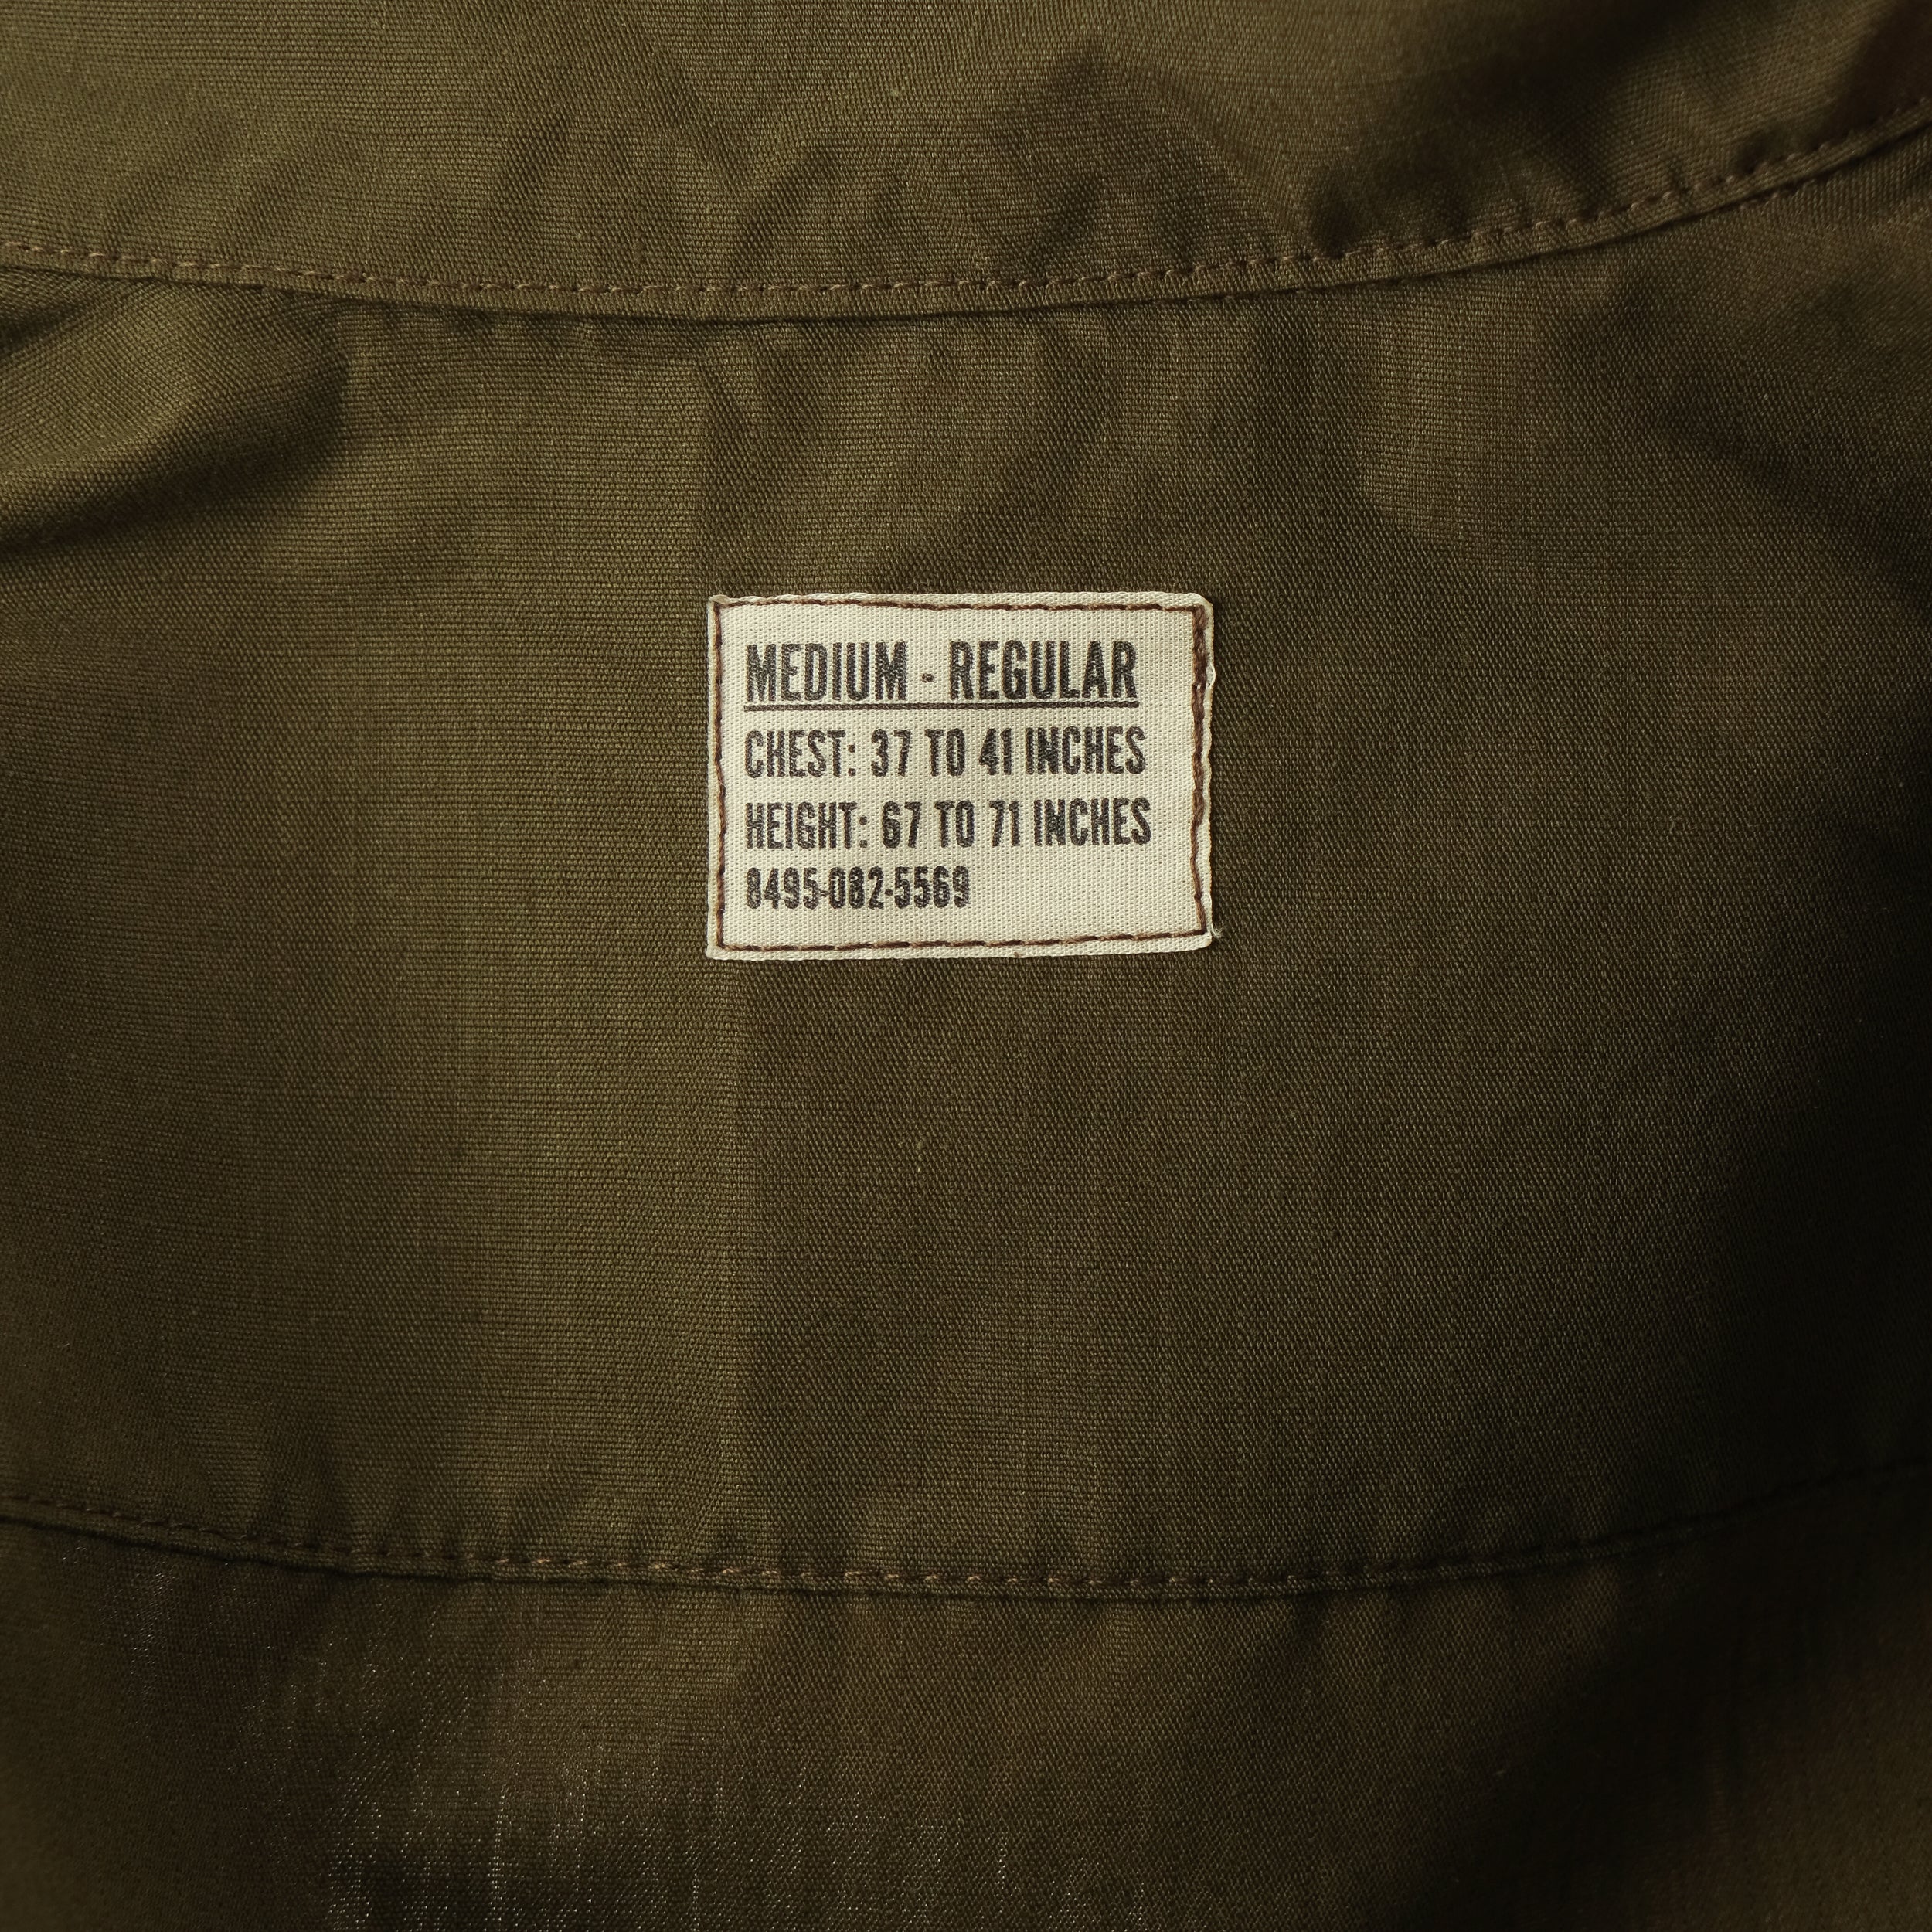 MEDIUM - REGULAR
CHEST: 37 TO 41 INCHES
HEIGHT: 67 TO 71 INCHES
8495-082-5569